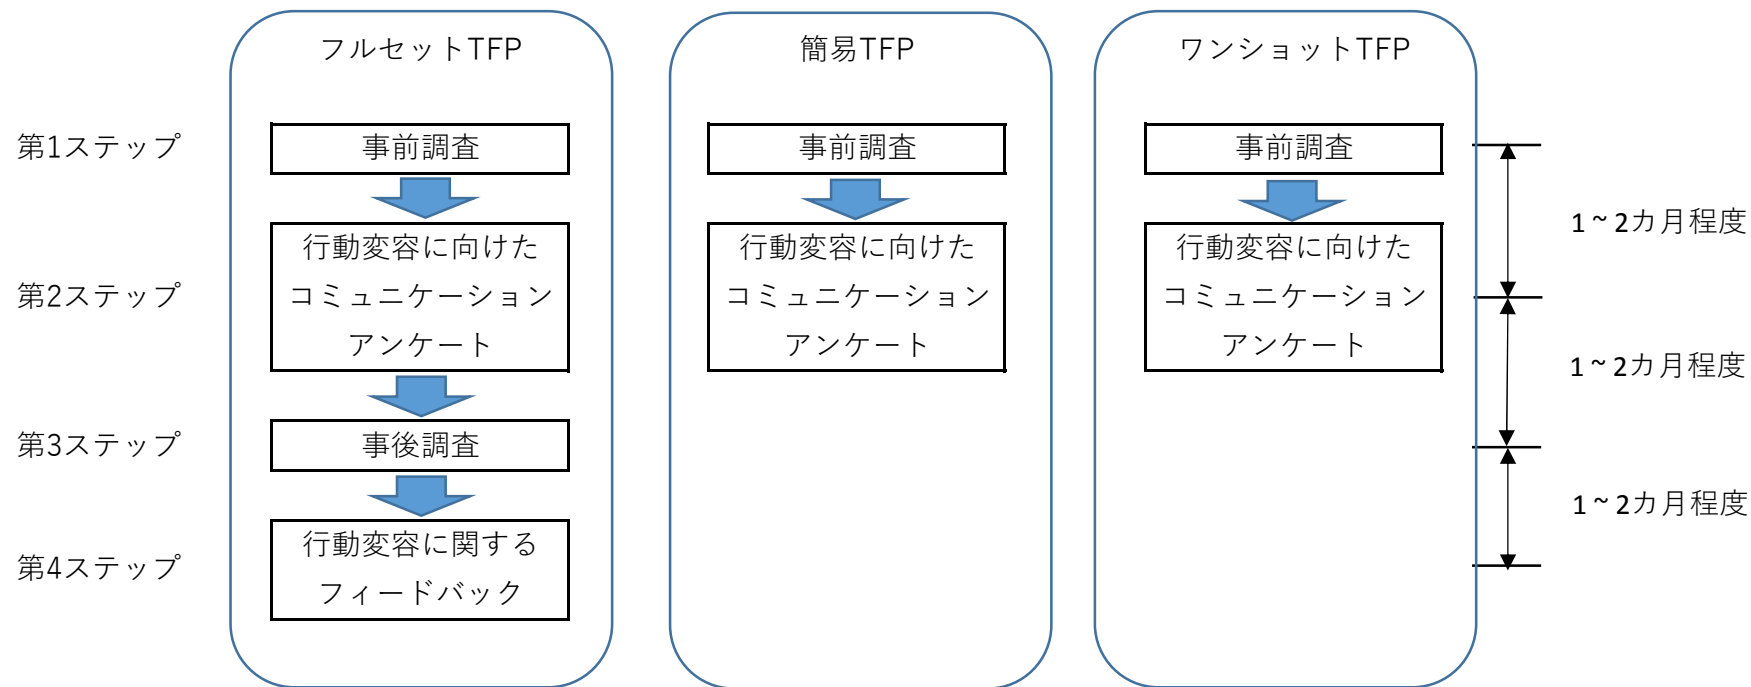 フルセットTFP
簡易TFP
ワンショットTFP
第1ステップ
事前調査
事前調査
事前調査
1~2カ月程度
第2ステップ
行動変容に向けた
コミュニケーション
アンケート
行動変容に向けた
コミュニケーション
アンケート
行動変容に向けた
コミュニケーション
アンケート
1~2カ月程度
第3ステップ
事後調査
1~2カ月程度
第4ステップ
行動変容に関する
フィードバック